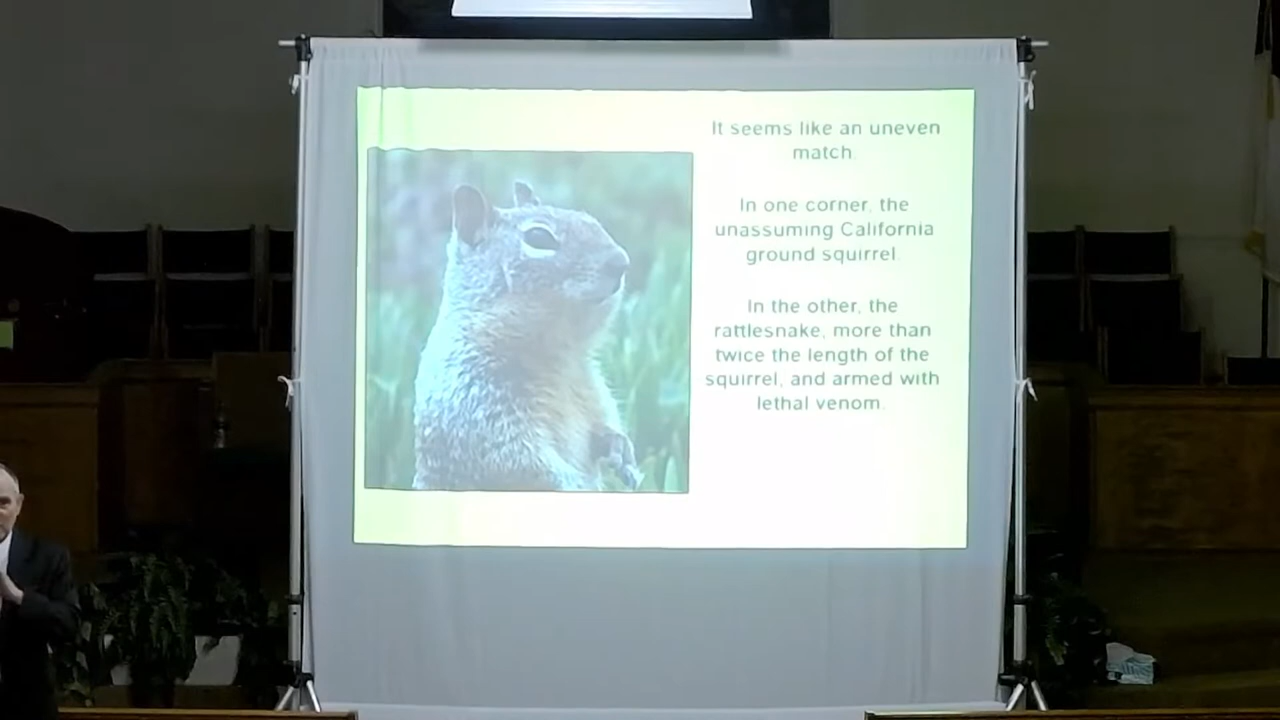 It seems like an uneven
match.
In one corner, the
unassuming California
ground squirrel.
In the other, the
rattlesnake, more than
twice the length of the
squirrel, and armed with
lethal venom.